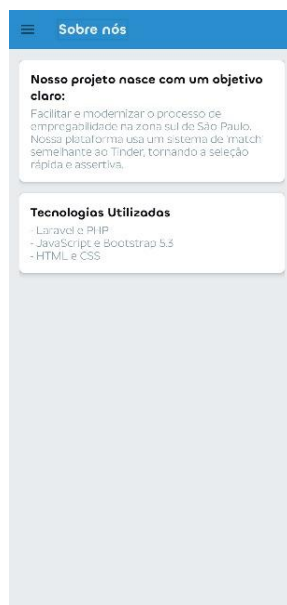 Sobre nós
Nosso projeto nasce com um objetivo
claro:
Facilitar e modernizar o processo de
empregabilidade na zona sul de São Paulo.
Nossa plataforma usa um sistema de 'match'
semelhante ao Tinder, tornando a seleção
rápida e assertiva.
Tecnologias Utilizadas
- Laravel e PHP
- JavaScript e Bootstrap 5.3
- HTML e CSS